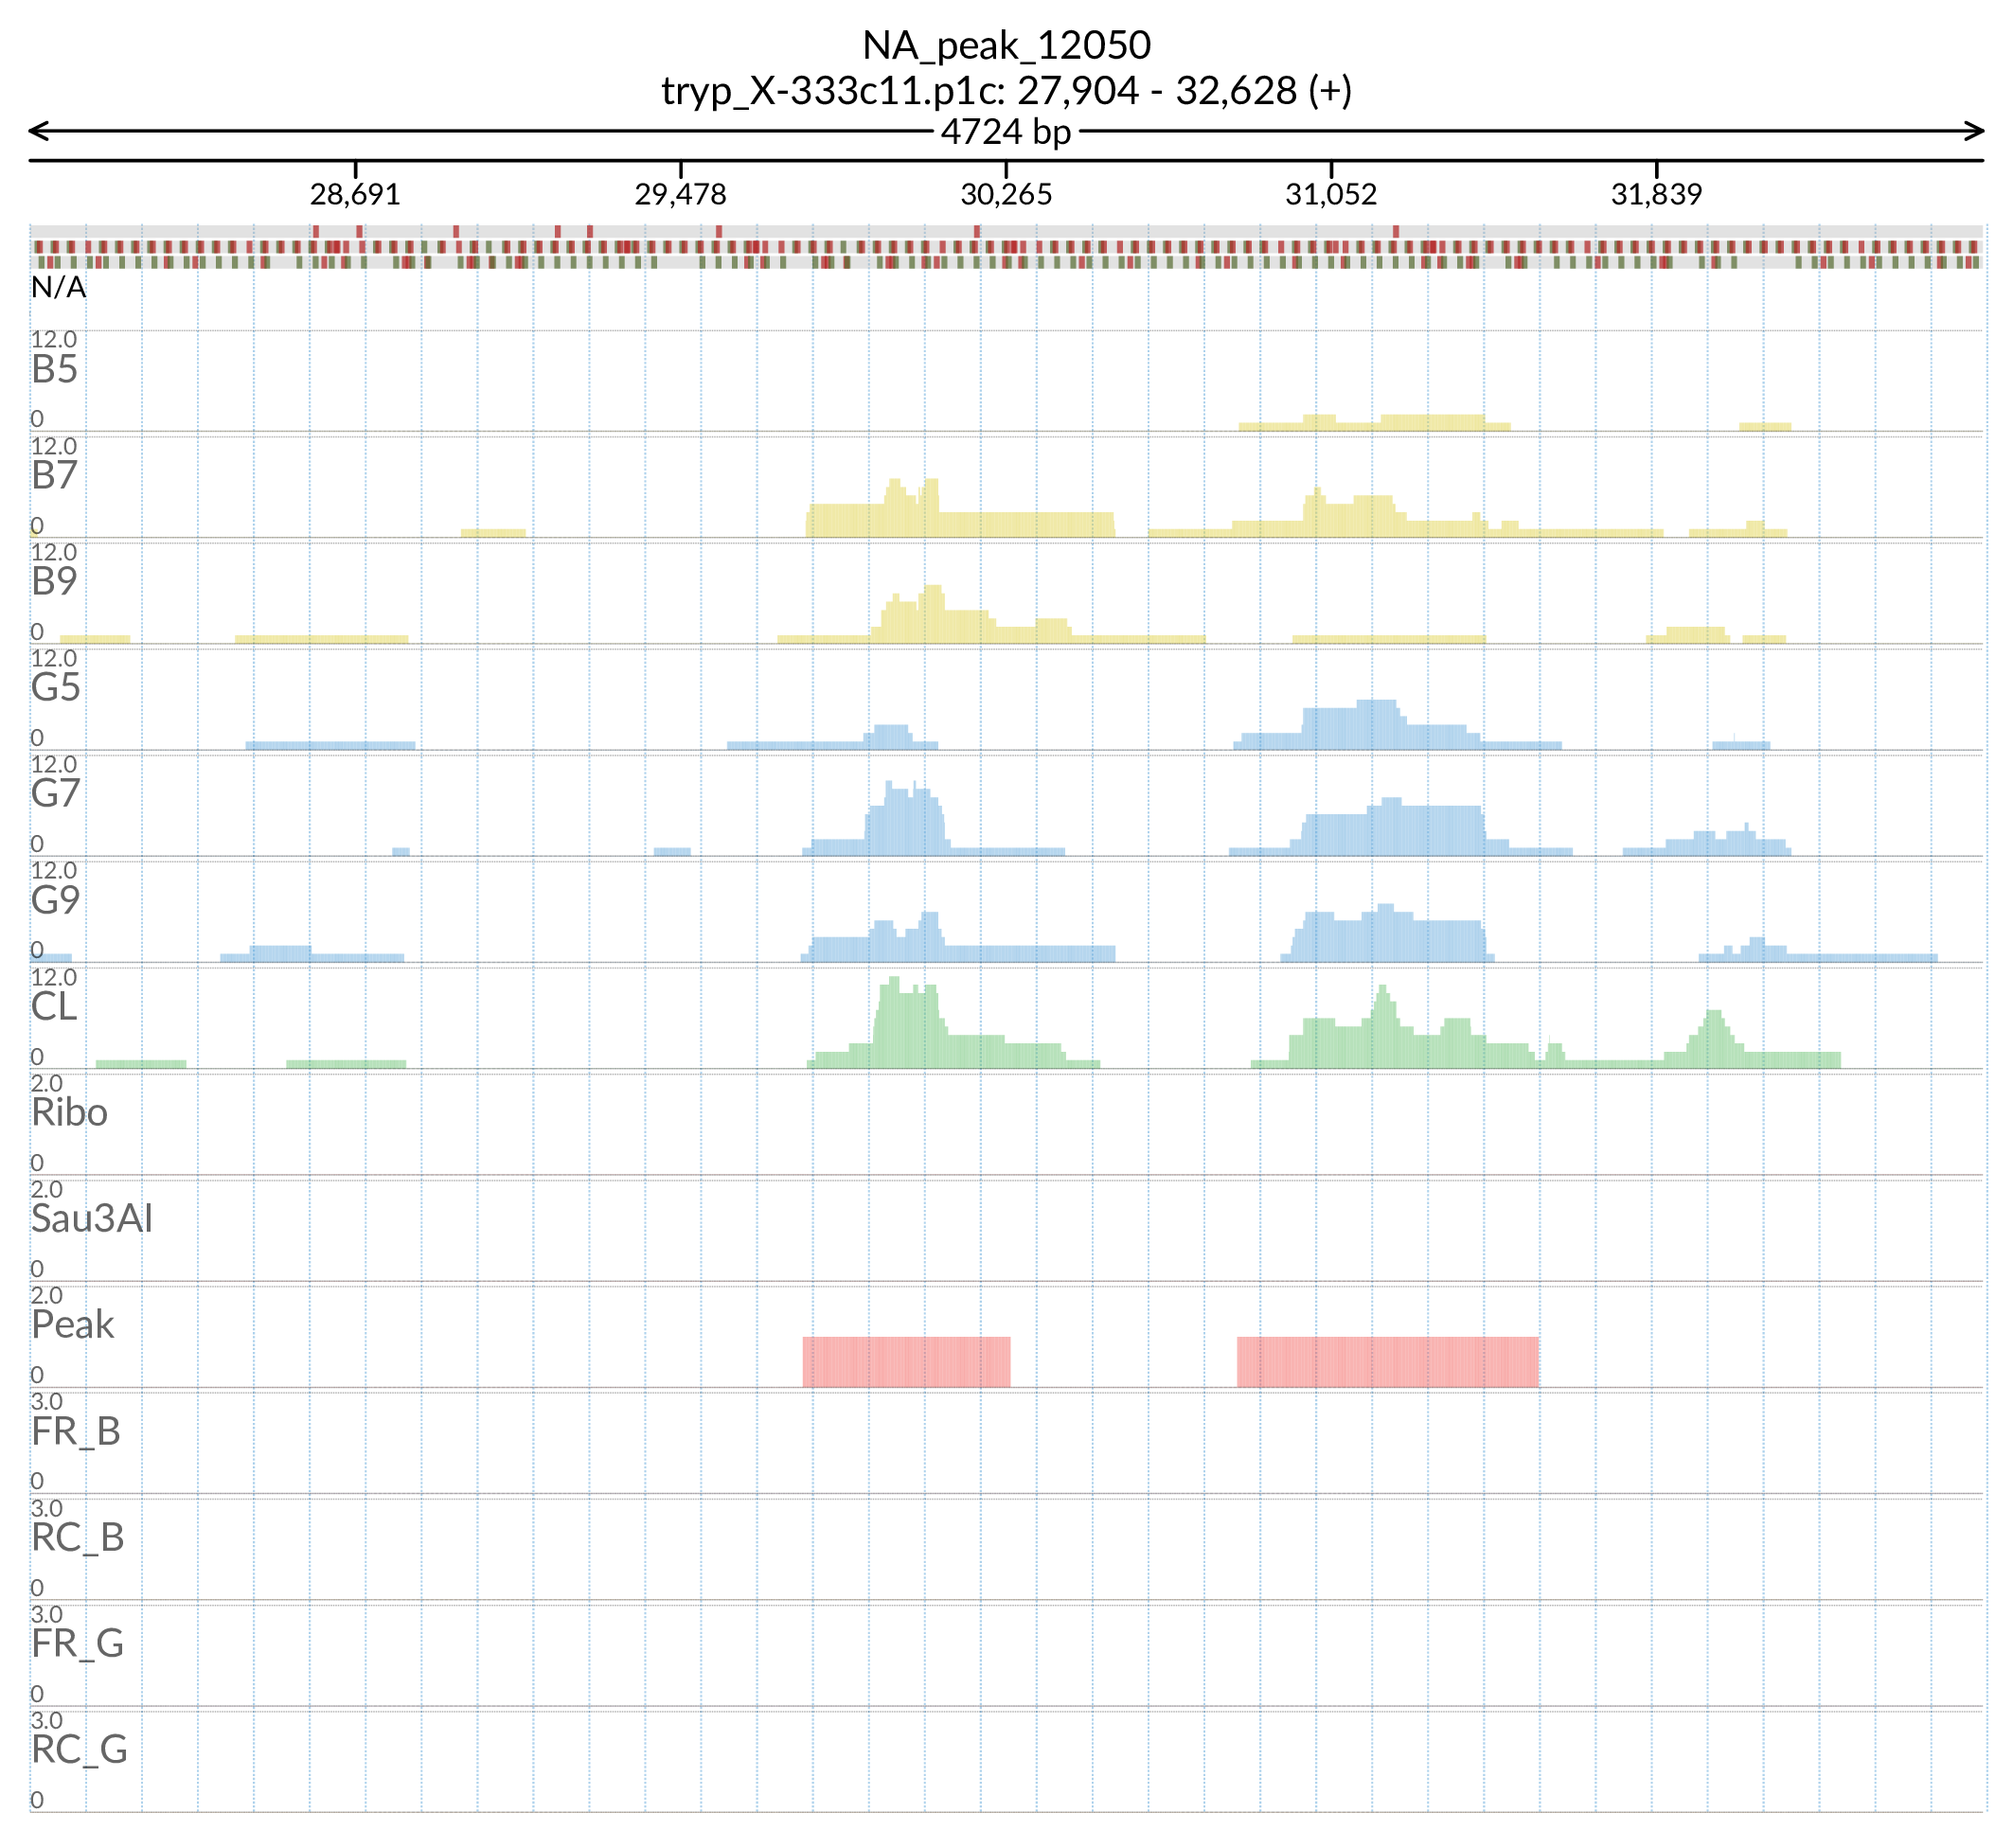 NA_peak_12050
tryp_X-333c11.p1c: 27,904 - 32,628 (+)
4724 bp
28,691 29,478 30,265 31,052 31,839
N/A
12.0
B5
0
12.0
B7
0
12.0
B9
0
12.0
G5
0
12.0
G7
0
12.0
G9
0
12.0
CL
0
2.0
Ribo
0
2.0
Sau3AI
0
2.0
Peak
0
3.0
FR_B
0
3.0
RC_B
0
3.0
FR_G
0
3.0
RC_G
0